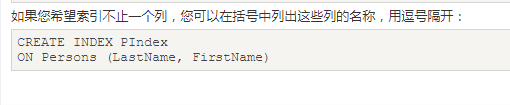 如果您希望索引不止一个列，您可以在括号中列出这些列的名称，用逗号隔开：
CREATE INDEX PIndex
ON Persons (LastName, FirstName)